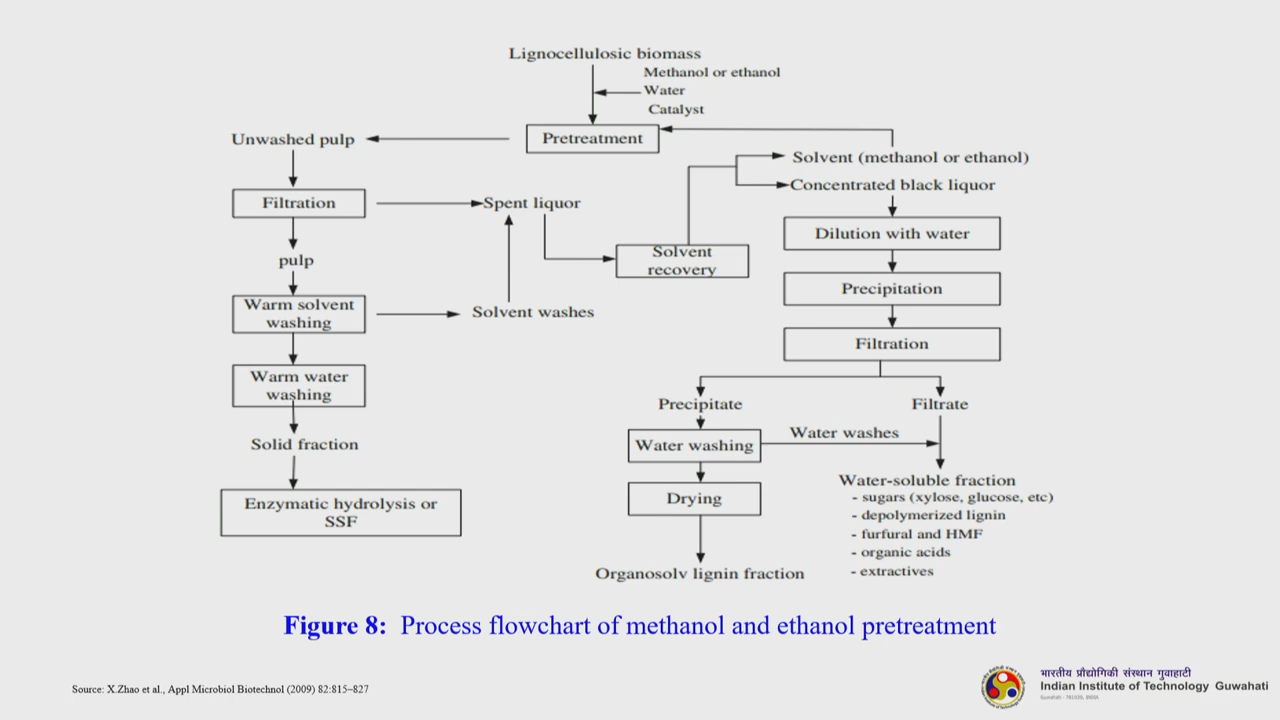 Lignocellulosic biomass
Methanol or ethanol
Water
Catalyst
Unwashed pulp
Pretreatment
Solvent (methanol or ethanol)
Concentrated black liquor
Filtration
Spent liquor
Dilution with water
Solvent
recovery
pulp
Precipitation
Warm solvent
washing
Solvent washes
Filtration
Warm water
washing
Precipitate
Filtrate
Solid fraction
Water washing
Water washes
Water-soluble fraction
- sugars (xylose, glucose, etc)
- depolymerized lignin
- furfural and HMF
- organic acids
- extractives
Enzymatic hydrolysis or
SSF
Drying
Organosolv lignin fraction
Figure 8: Process flowchart of methanol and ethanol pretreatment
Source: X.Zhao et al., Appl Microbiol Biotechnol (2009) 82:815–827
भारतीय प्रौद्योगिकी संस्थान गुवाहाटी
Indian Institute of Technology Guwahati
Guwahati - 781039, INDIA